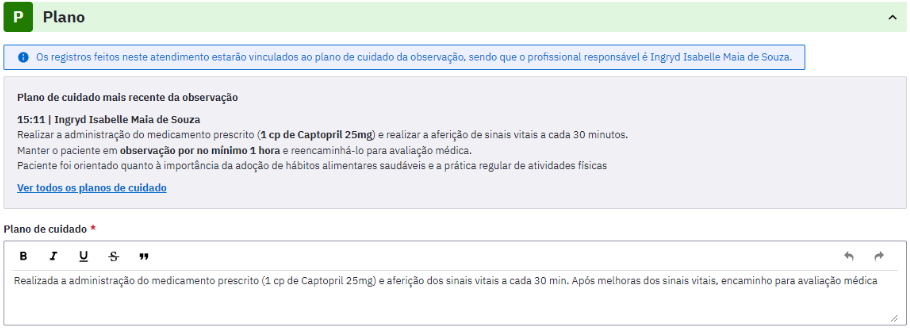 P Plano
Os registros feitos neste atendimento estarão vinculados ao plano de cuidado da observação, sendo que o profissional responsável é Ingryd Isabelle Maia de Souza.
Plano de cuidado mais recente da observação
15:11 | Ingryd Isabelle Maia de Souza
Realizar a administração do medicamento prescrito (1 cp de Captopril 25mg) e realizar a aferição de sinais vitais a cada 30 minutos.
Manter o paciente em observação por no mínimo 1 hora e reencaminhá-lo para avaliação médica.
Paciente foi orientado quanto à importância da adoção de hábitos alimentares saudáveis e a prática regular de atividades físicas
Ver todos os planos de cuidado
Plano de cuidado *
B I U S
Realizada a administração do medicamento prescrito (1 cp de Captopril 25mg) e aferição dos sinais vitais a cada 30 min. Após melhoras dos sinais vitais, encaminho para avaliação médica